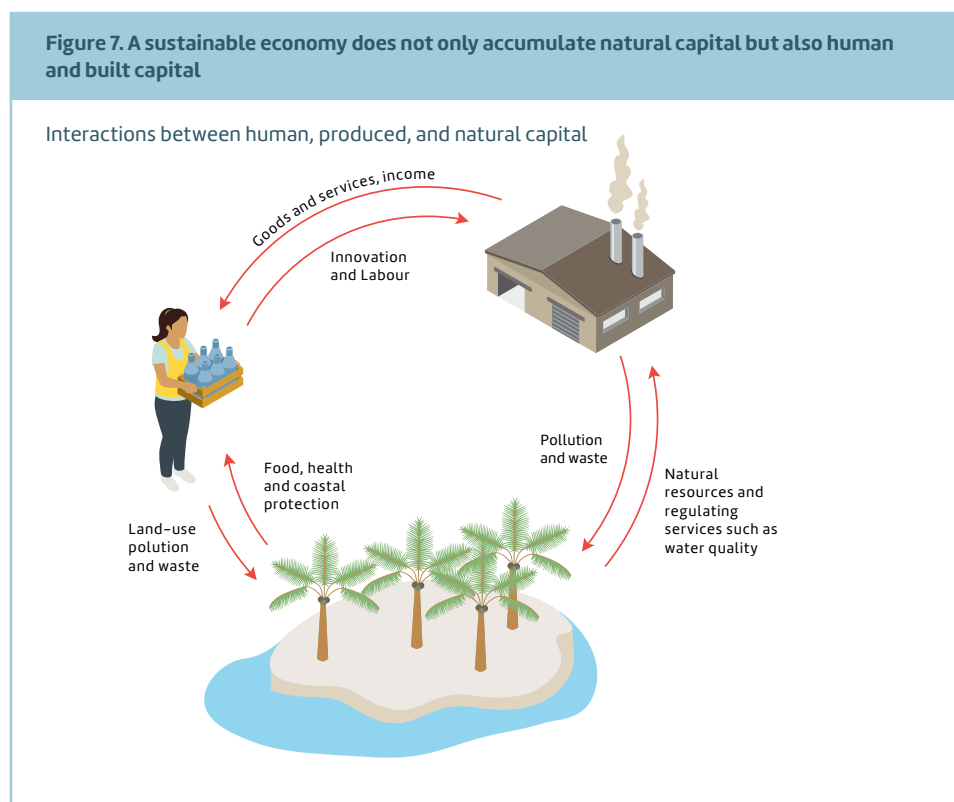 Figure 7. A sustainable economy does not only accumulate natural capital but also human
and built capital
Interactions between human, produced, and natural capital
Goods and services, income
Innovation
and Labour
Pollution
and waste
Natural
resources and
regulating
services such as
water quality
Food, health
and coastal
protection
Land-use
polution
and waste